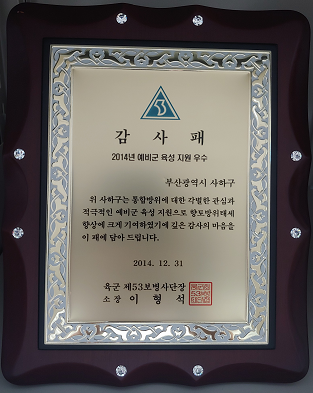 53
감 사 패
2014년 예비군 육성 지원 우수
부산광역시 사하구
위 사하구는 통합방위에 대한 각별한 관심과
적극적인 예비군 육성 지원으로 향토방위태세
향상에 크게 기여하였기에 깊은 감사의 마음을
이 패에 담아 드립니다.
2014. 12. 31
육군 제53보병사단장
소장 이 형 석